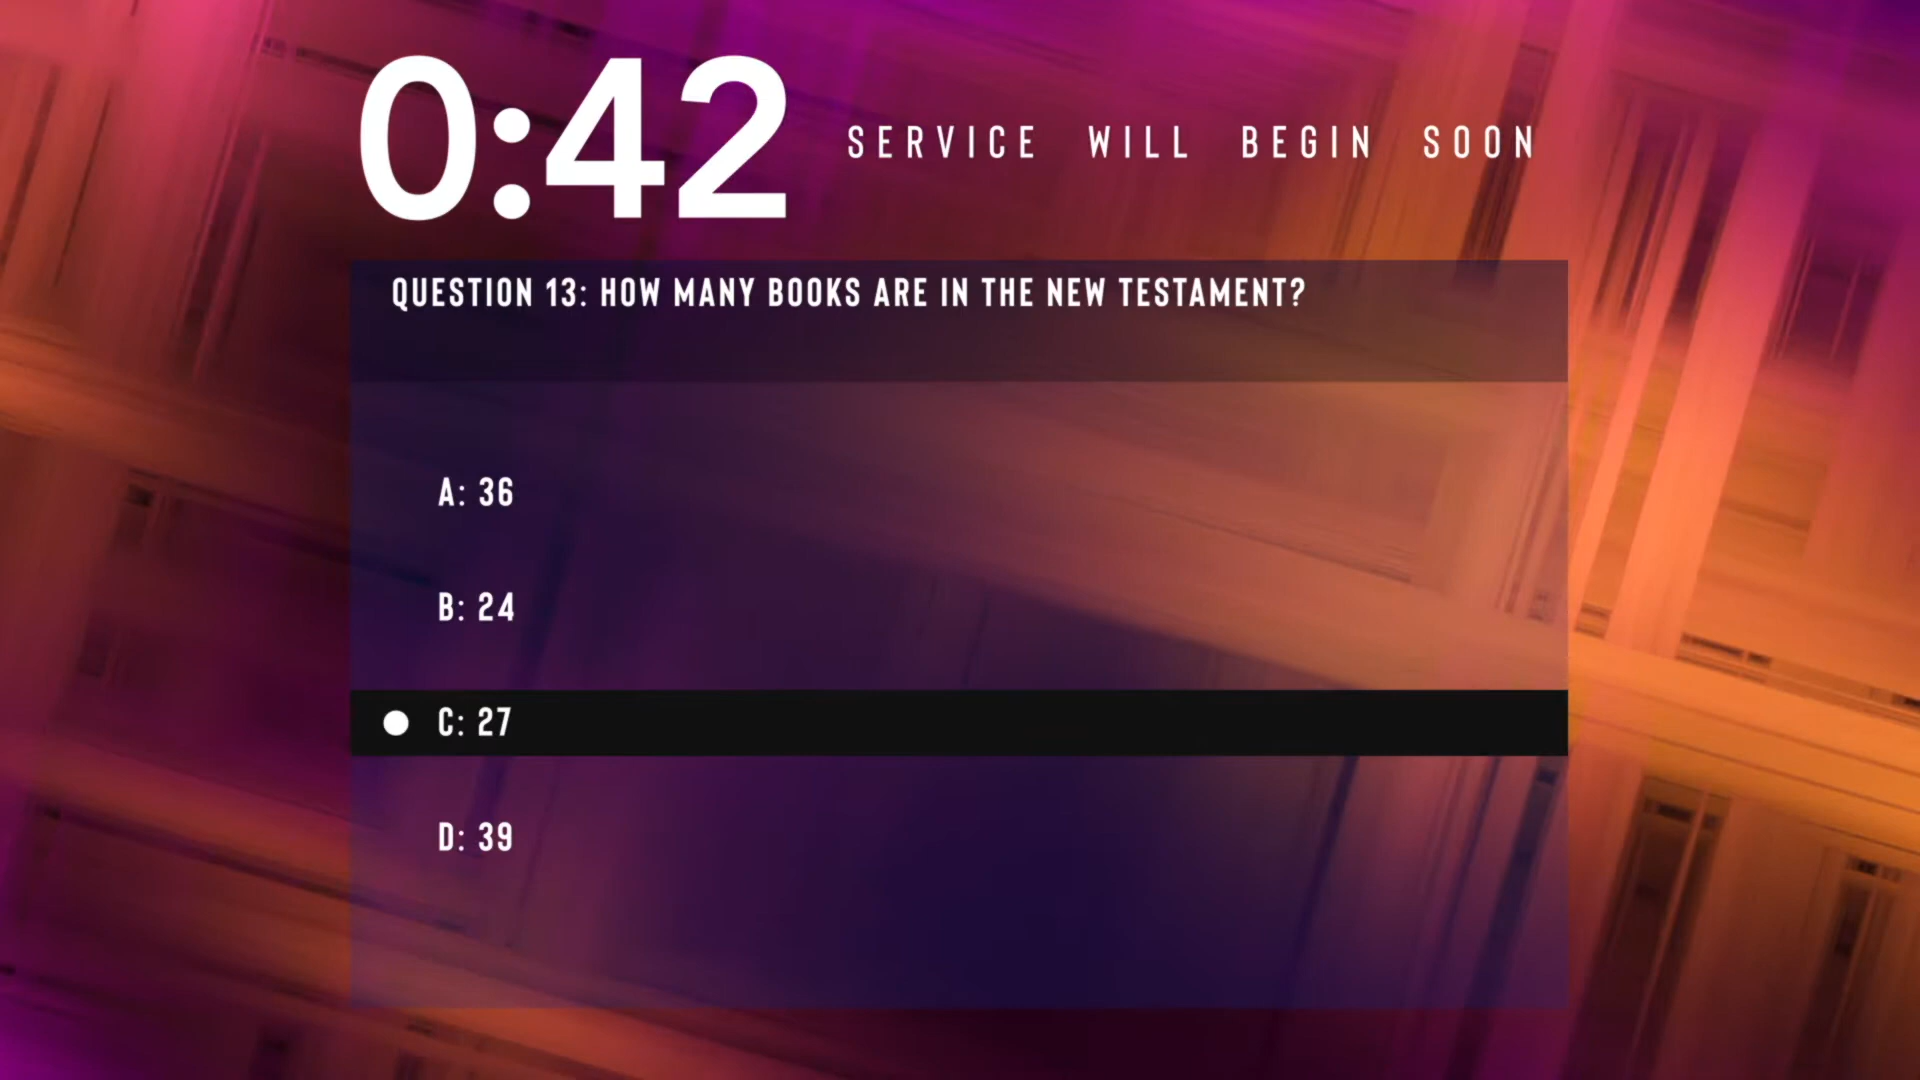 0:42
SERVICE WILL BEGIN SOON
QUESTION 13: HOW MANY BOOKS ARE IN THE NEW TESTAMENT?
A: 36
B: 24
C: 27
D: 39